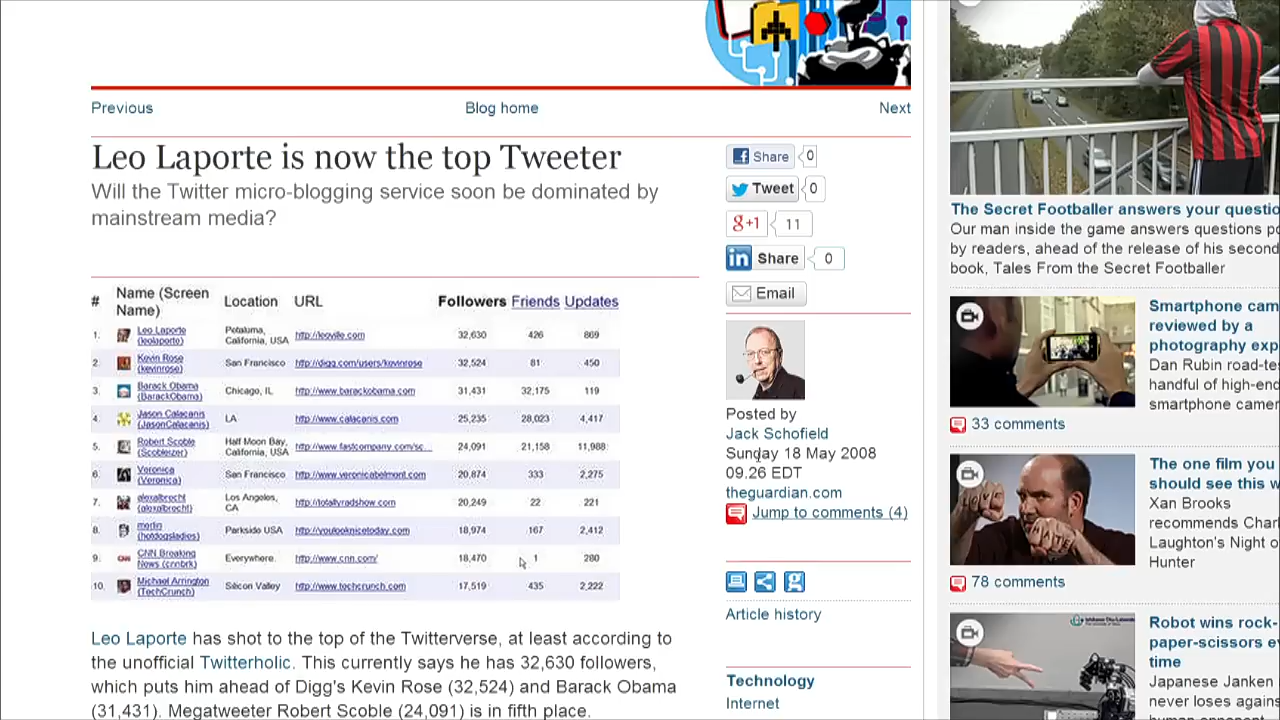 Previous
Blog home
Next
Leo Laporte is now the top Tweeter
Will the Twitter micro-blogging service soon be dominated by
mainstream media?
# Name (Screen Name) Location URL Followers Friends Updates
1. Leo Laporte (leolaporte) Petaluma, California, USA http://leoville.com 32,630 426 869
2. Kevin Rose (kevinrose) San Francisco http://digg.com/users/kevinrose 32,524 81 450
3. Barack Obama (BarackObama) Chicago, IL http://www.barackobama.com 31,431 32,175 119
4. Jason Calacanis (JasonCalacanis) LA http://www.calacanis.com 25,235 28,023 4,417
5. Robert Scoble (Scobleizer) Half Moon Bay, California, USA http://www.fastcompany.com/sc... 24,091 21,158 11,988
6. Veronica (Veronica) San Francisco http://www.veronicabelmont.com 20,874 333 2,275
7. alexalbrecht (alexalbrecht) Los Angeles, CA http://totallyradshow.com 20,249 22 221
8. merlin (hotdogsladies) Parkside USA http://youlooknicetoday.com 18,974 167 2,412
9. CNN Breaking News (cnnbrk) Everywhere. http://www.cnn.com/ 18,470 1 280
10. Michael Arrington (TechCrunch) Silicon Valley http://www.techcrunch.com 17,519 435 2,222
Leo Laporte has shot to the top of the Twitterverse, at least according to
the unofficial Twitterholic. This currently says he has 32,630 followers,
which puts him ahead of Digg's Kevin Rose (32,524) and Barack Obama
(31,431). Megatweeter Robert Scoble (24,091) is in fifth place.
Share 0
Tweet 0
g+1 11
in Share 0
Email
Posted by
Jack Schofield
Sunday 18 May 2008
09.26 EDT
theguardian.com
Jump to comments (4)
Article history
Technology
Internet
The Secret Footballer answers your questio
Our man inside the game answers questions po
by readers, ahead of the release of his second
book, Tales From the Secret Footballer
Smartphone cam
reviewed by a
photography exp
Dan Rubin road-te
handful of high-end
smartphone camer
33 comments
LOVE
HATE
The one film you
should see this w
Xan Brooks
recommends Char
Laughton's Night o
Hunter
78 comments
Robot wins rock-
paper-scissors ev
time
Japanese Janken
never loses agains